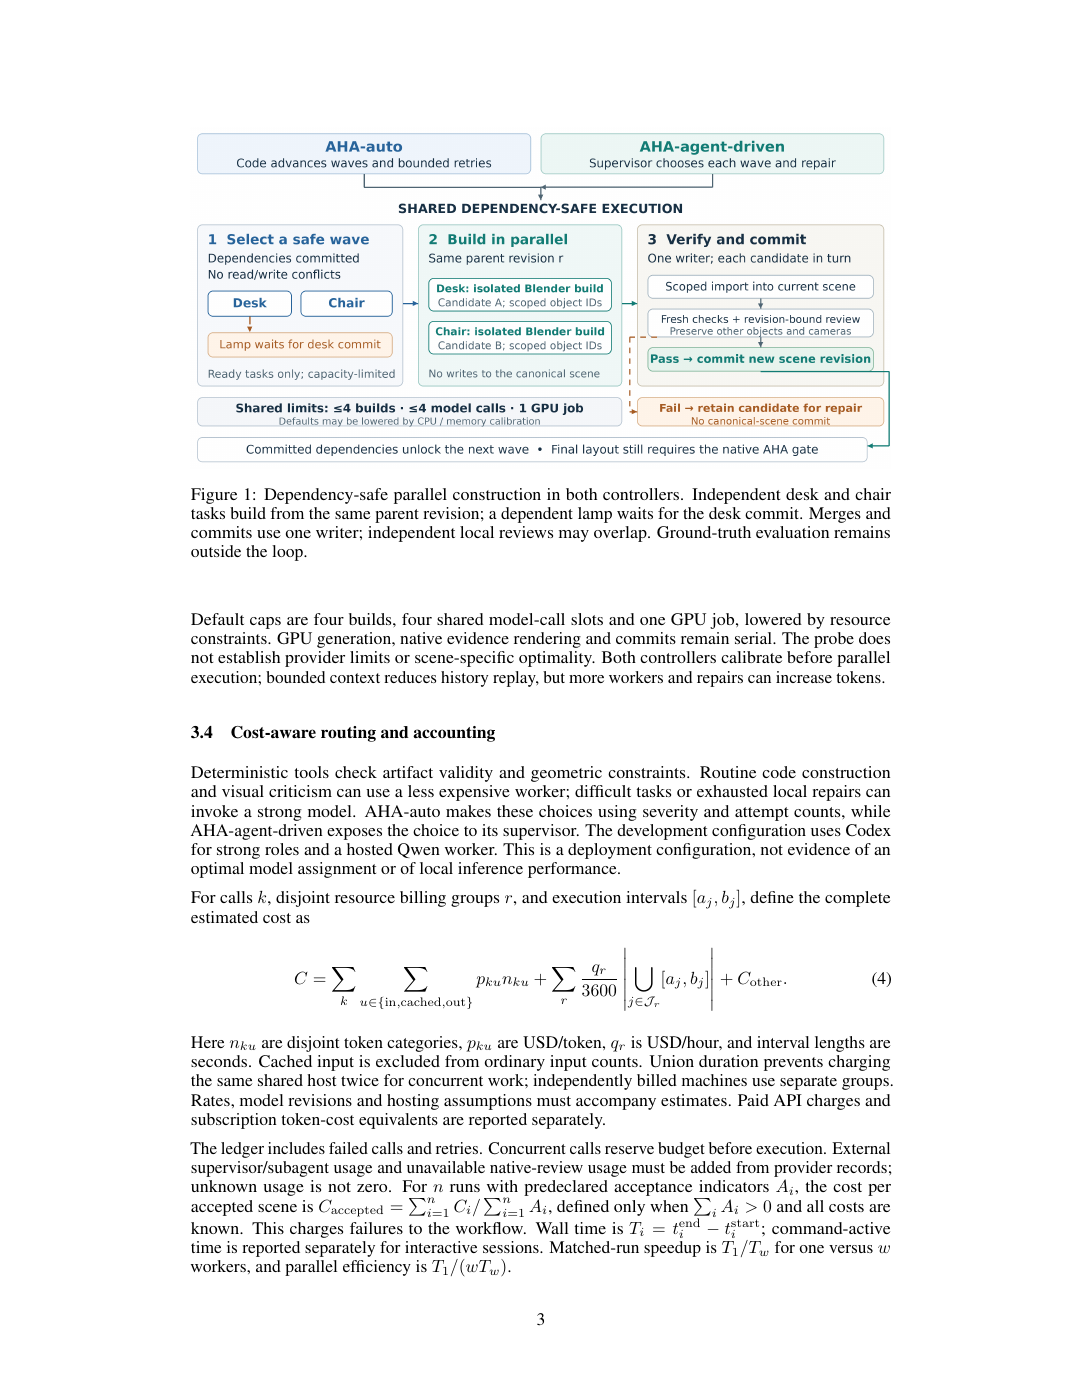 AHA-auto
Code advances waves and bounded retries
AHA-agent-driven
Supervisor chooses each wave and repair
SHARED DEPENDENCY-SAFE EXECUTION
1 Select a safe wave
Dependencies committed
No read/write conflicts
Desk
Chair
Lamp waits for desk commit
Ready tasks only; capacity-limited
2 Build in parallel
Same parent revision r
Desk: isolated Blender build
Candidate A; scoped object IDs
Chair: isolated Blender build
Candidate B; scoped object IDs
No writes to the canonical scene
3 Verify and commit
One writer; each candidate in turn
Scoped import into current scene
Fresh checks + revision-bound review
Preserve other objects and cameras
Pass → commit new scene revision
Shared limits: ≤4 builds · ≤4 model calls · 1 GPU job
Defaults may be lowered by CPU / memory calibration
Fail → retain candidate for repair
No canonical-scene commit
Committed dependencies unlock the next wave • Final layout still requires the native AHA gate
Figure 1: Dependency-safe parallel construction in both controllers. Independent desk and chair
tasks build from the same parent revision; a dependent lamp waits for the desk commit. Merges and
commits use one writer; independent local reviews may overlap. Ground-truth evaluation remains
outside the loop.
Default caps are four builds, four shared model-call slots and one GPU job, lowered by resource
constraints. GPU generation, native evidence rendering and commits remain serial. The probe does
not establish provider limits or scene-specific optimality. Both controllers calibrate before parallel
execution; bounded context reduces history replay, but more workers and repairs can increase tokens.
3.4 Cost-aware routing and accounting
Deterministic tools check artifact validity and geometric constraints. Routine code construction
and visual criticism can use a less expensive worker; difficult tasks or exhausted local repairs can
invoke a strong model. AHA-auto makes these choices using severity and attempt counts, while
AHA-agent-driven exposes the choice to its supervisor. The development configuration uses Codex
for strong roles and a hosted Qwen worker. This is a deployment configuration, not evidence of an
optimal model assignment or of local inference performance.
For calls k, disjoint resource billing groups r, and execution intervals [a_j, b_j], define the complete
estimated cost as
C = ∑_k ∑_{u∈{in,cached,out}} p_{ku} n_{ku} + ∑_r q_r/3600 |⋃_{j∈J_r} [a_j, b_j]| + C_other. (4)
Here n_{ku} are disjoint token categories, p_{ku} are USD/token, q_r is USD/hour, and interval lengths are
seconds. Cached input is excluded from ordinary input counts. Union duration prevents charging
the same shared host twice for concurrent work; independently billed machines use separate groups.
Rates, model revisions and hosting assumptions must accompany estimates. Paid API charges and
subscription token-cost equivalents are reported separately.
The ledger includes failed calls and retries. Concurrent calls reserve budget before execution. External
supervisor/subagent usage and unavailable native-review usage must be added from provider records;
unknown usage is not zero. For n runs with predeclared acceptance indicators A_i, the cost per
accepted scene is C_accepted = ∑_{i=1}^n C_i / ∑_{i=1}^n A_i, defined only when ∑_i A_i > 0 and all costs are
known. This charges failures to the workflow. Wall time is T_i = t_i^end − t_i^start; command-active
time is reported separately for interactive sessions. Matched-run speedup is T_1/T_w for one versus w
workers, and parallel efficiency is T_1/(wT_w).
3